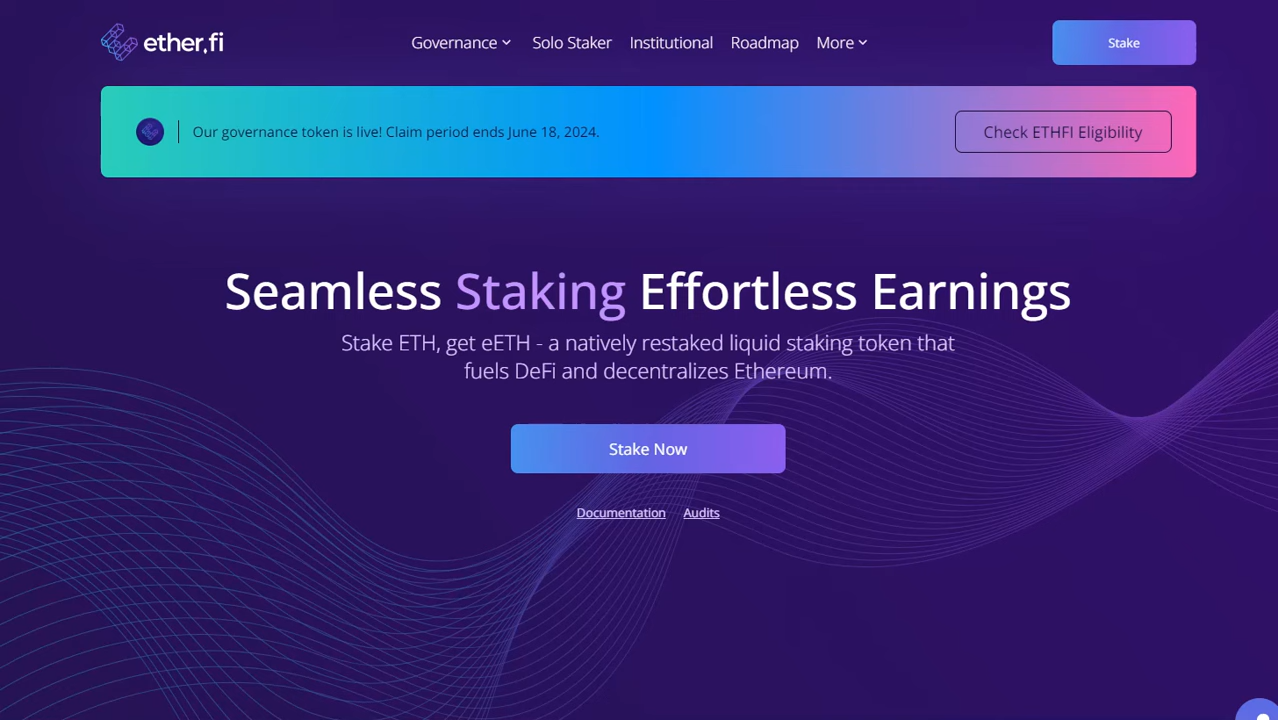 ether.fi
Governance
Solo Staker
Institutional
Roadmap
More
Stake
Our governance token is live! Claim period ends June 18, 2024.
Check ETHFI Eligibility
Seamless Staking Effortless Earnings
Stake ETH, get eETH - a natively restaked liquid staking token that
fuels DeFi and decentralizes Ethereum.
Stake Now
Documentation
Audits